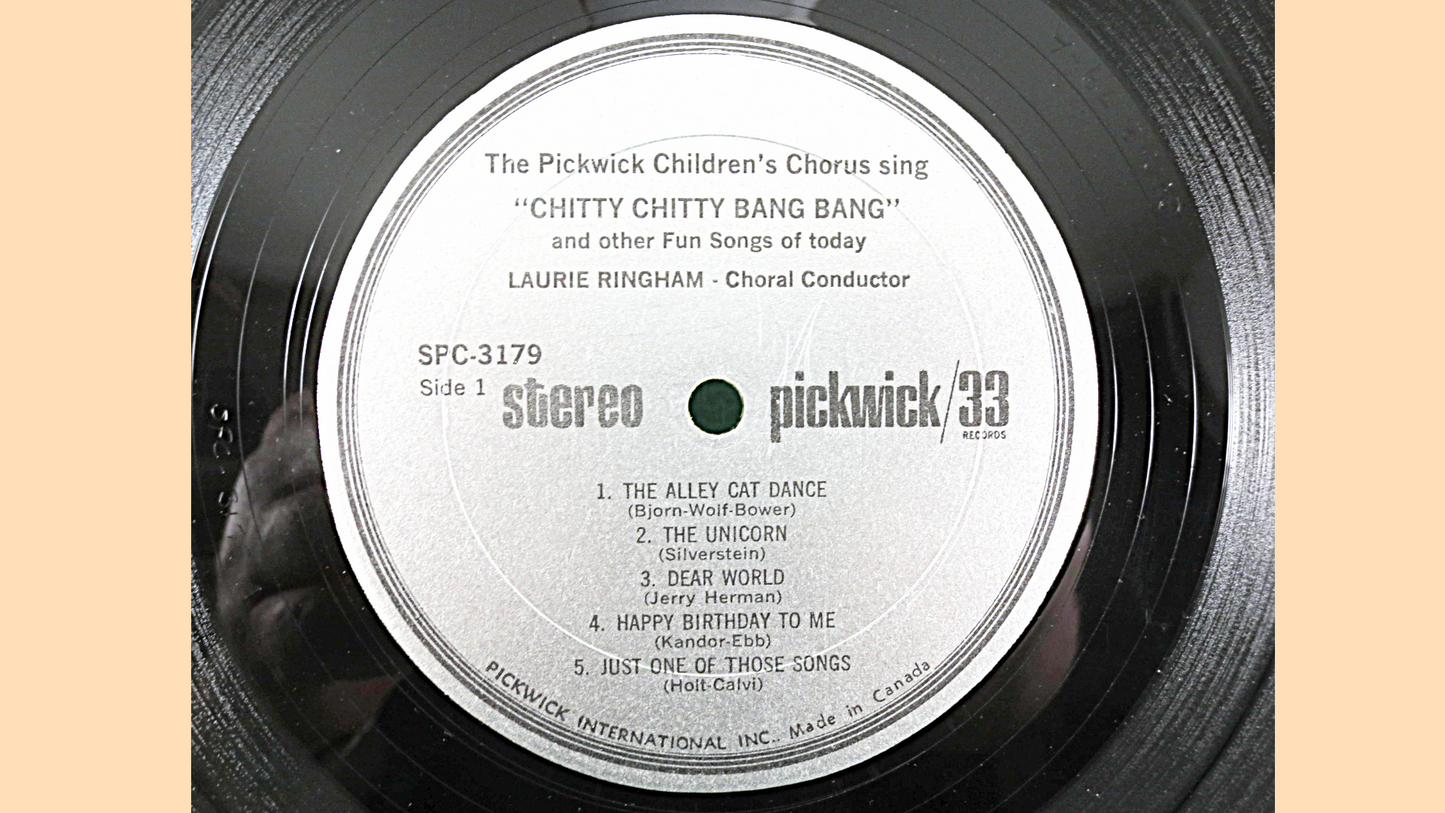 The Pickwick Children's Chorus sing
"CHITTY CHITTY BANG BANG"
and other Fun Songs of today
LAURIE RINGHAM - Choral Conductor
SPC-3179
Side 1
stereo
pickwick/33
RECORDS
1. THE ALLEY CAT DANCE
(Bjorn-Wolf-Bower)
2. THE UNICORN
(Silverstein)
3. DEAR WORLD
(Jerry Herman)
4. HAPPY BIRTHDAY TO ME
(Kandor-Ebb)
5. JUST ONE OF THOSE SONGS
(Holt-Calvi)
PICKWICK INTERNATIONAL INC.. Made in Canada